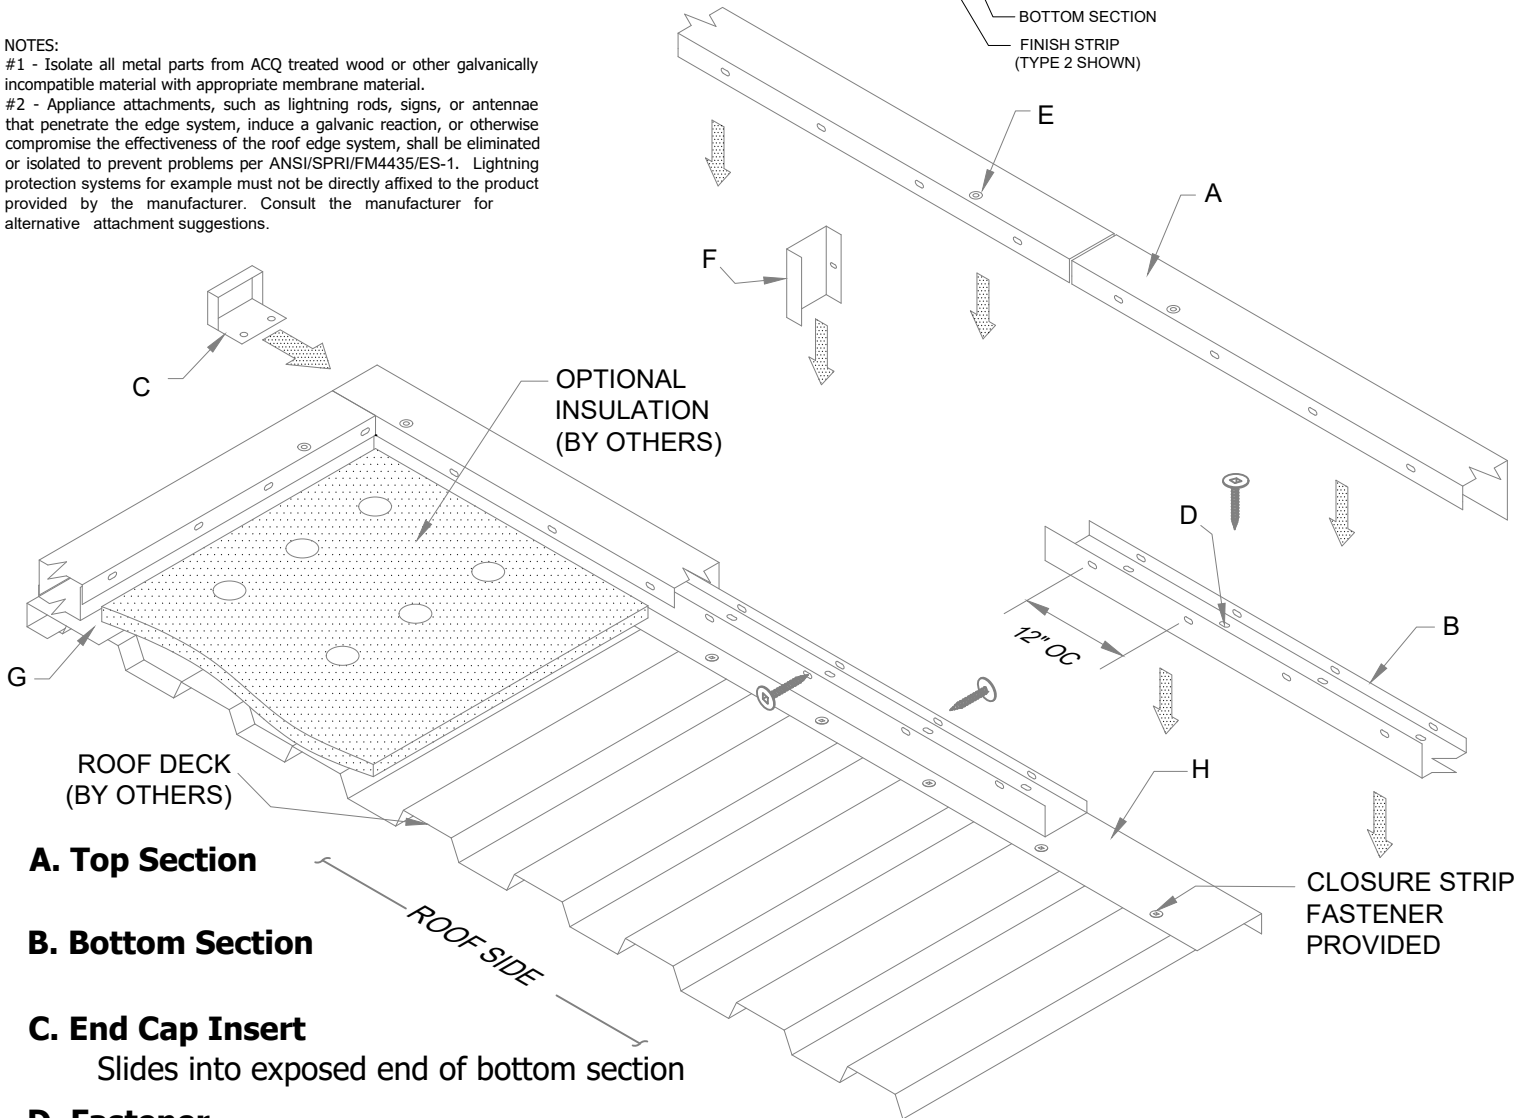 BOTTOM SECTION
FINISH STRIP
(TYPE 2 SHOWN)
NOTES:
#1 - Isolate all metal parts from ACQ treated wood or other galvanically
incompatible material with appropriate membrane material.
#2 - Appliance attachments, such as lightning rods, signs, or antennae
that penetrate the edge system, induce a galvanic reaction, or otherwise
compromise the effectiveness of the roof edge system, shall be eliminated
or isolated to prevent problems per ANSI/SPRI/FM4435/ES-1. Lightning
protection systems for example must not be directly affixed to the product
provided by the manufacturer. Consult the manufacturer for
alternative attachment suggestions.
E
A
F
C
OPTIONAL
INSULATION
(BY OTHERS)
D
12" OC
B
G
H
ROOF DECK
(BY OTHERS)
ROOF SIDE
CLOSURE STRIP
FASTENER
PROVIDED
A. Top Section
B. Bottom Section
C. End Cap Insert
Slides into exposed end of bottom section
D. Fastener